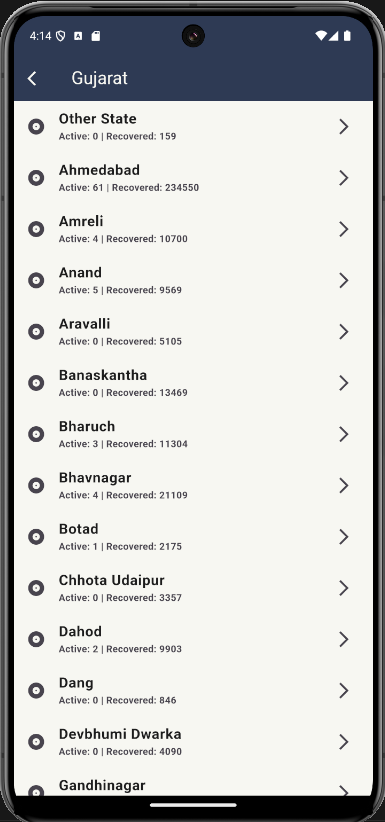 4:14
Gujarat
Other State
Active: 0 | Recovered: 159
Ahmedabad
Active: 61 | Recovered: 234550
Amreli
Active: 4 | Recovered: 10700
Anand
Active: 5 | Recovered: 9569
Aravalli
Active: 0 | Recovered: 5105
Banaskantha
Active: 0 | Recovered: 13469
Bharuch
Active: 3 | Recovered: 11304
Bhavnagar
Active: 4 | Recovered: 21109
Botad
Active: 1 | Recovered: 2175
Chhota Udaipur
Active: 0 | Recovered: 3357
Dahod
Active: 2 | Recovered: 9903
Dang
Active: 0 | Recovered: 846
Devbhumi Dwarka
Active: 0 | Recovered: 4090
Gandhinagar